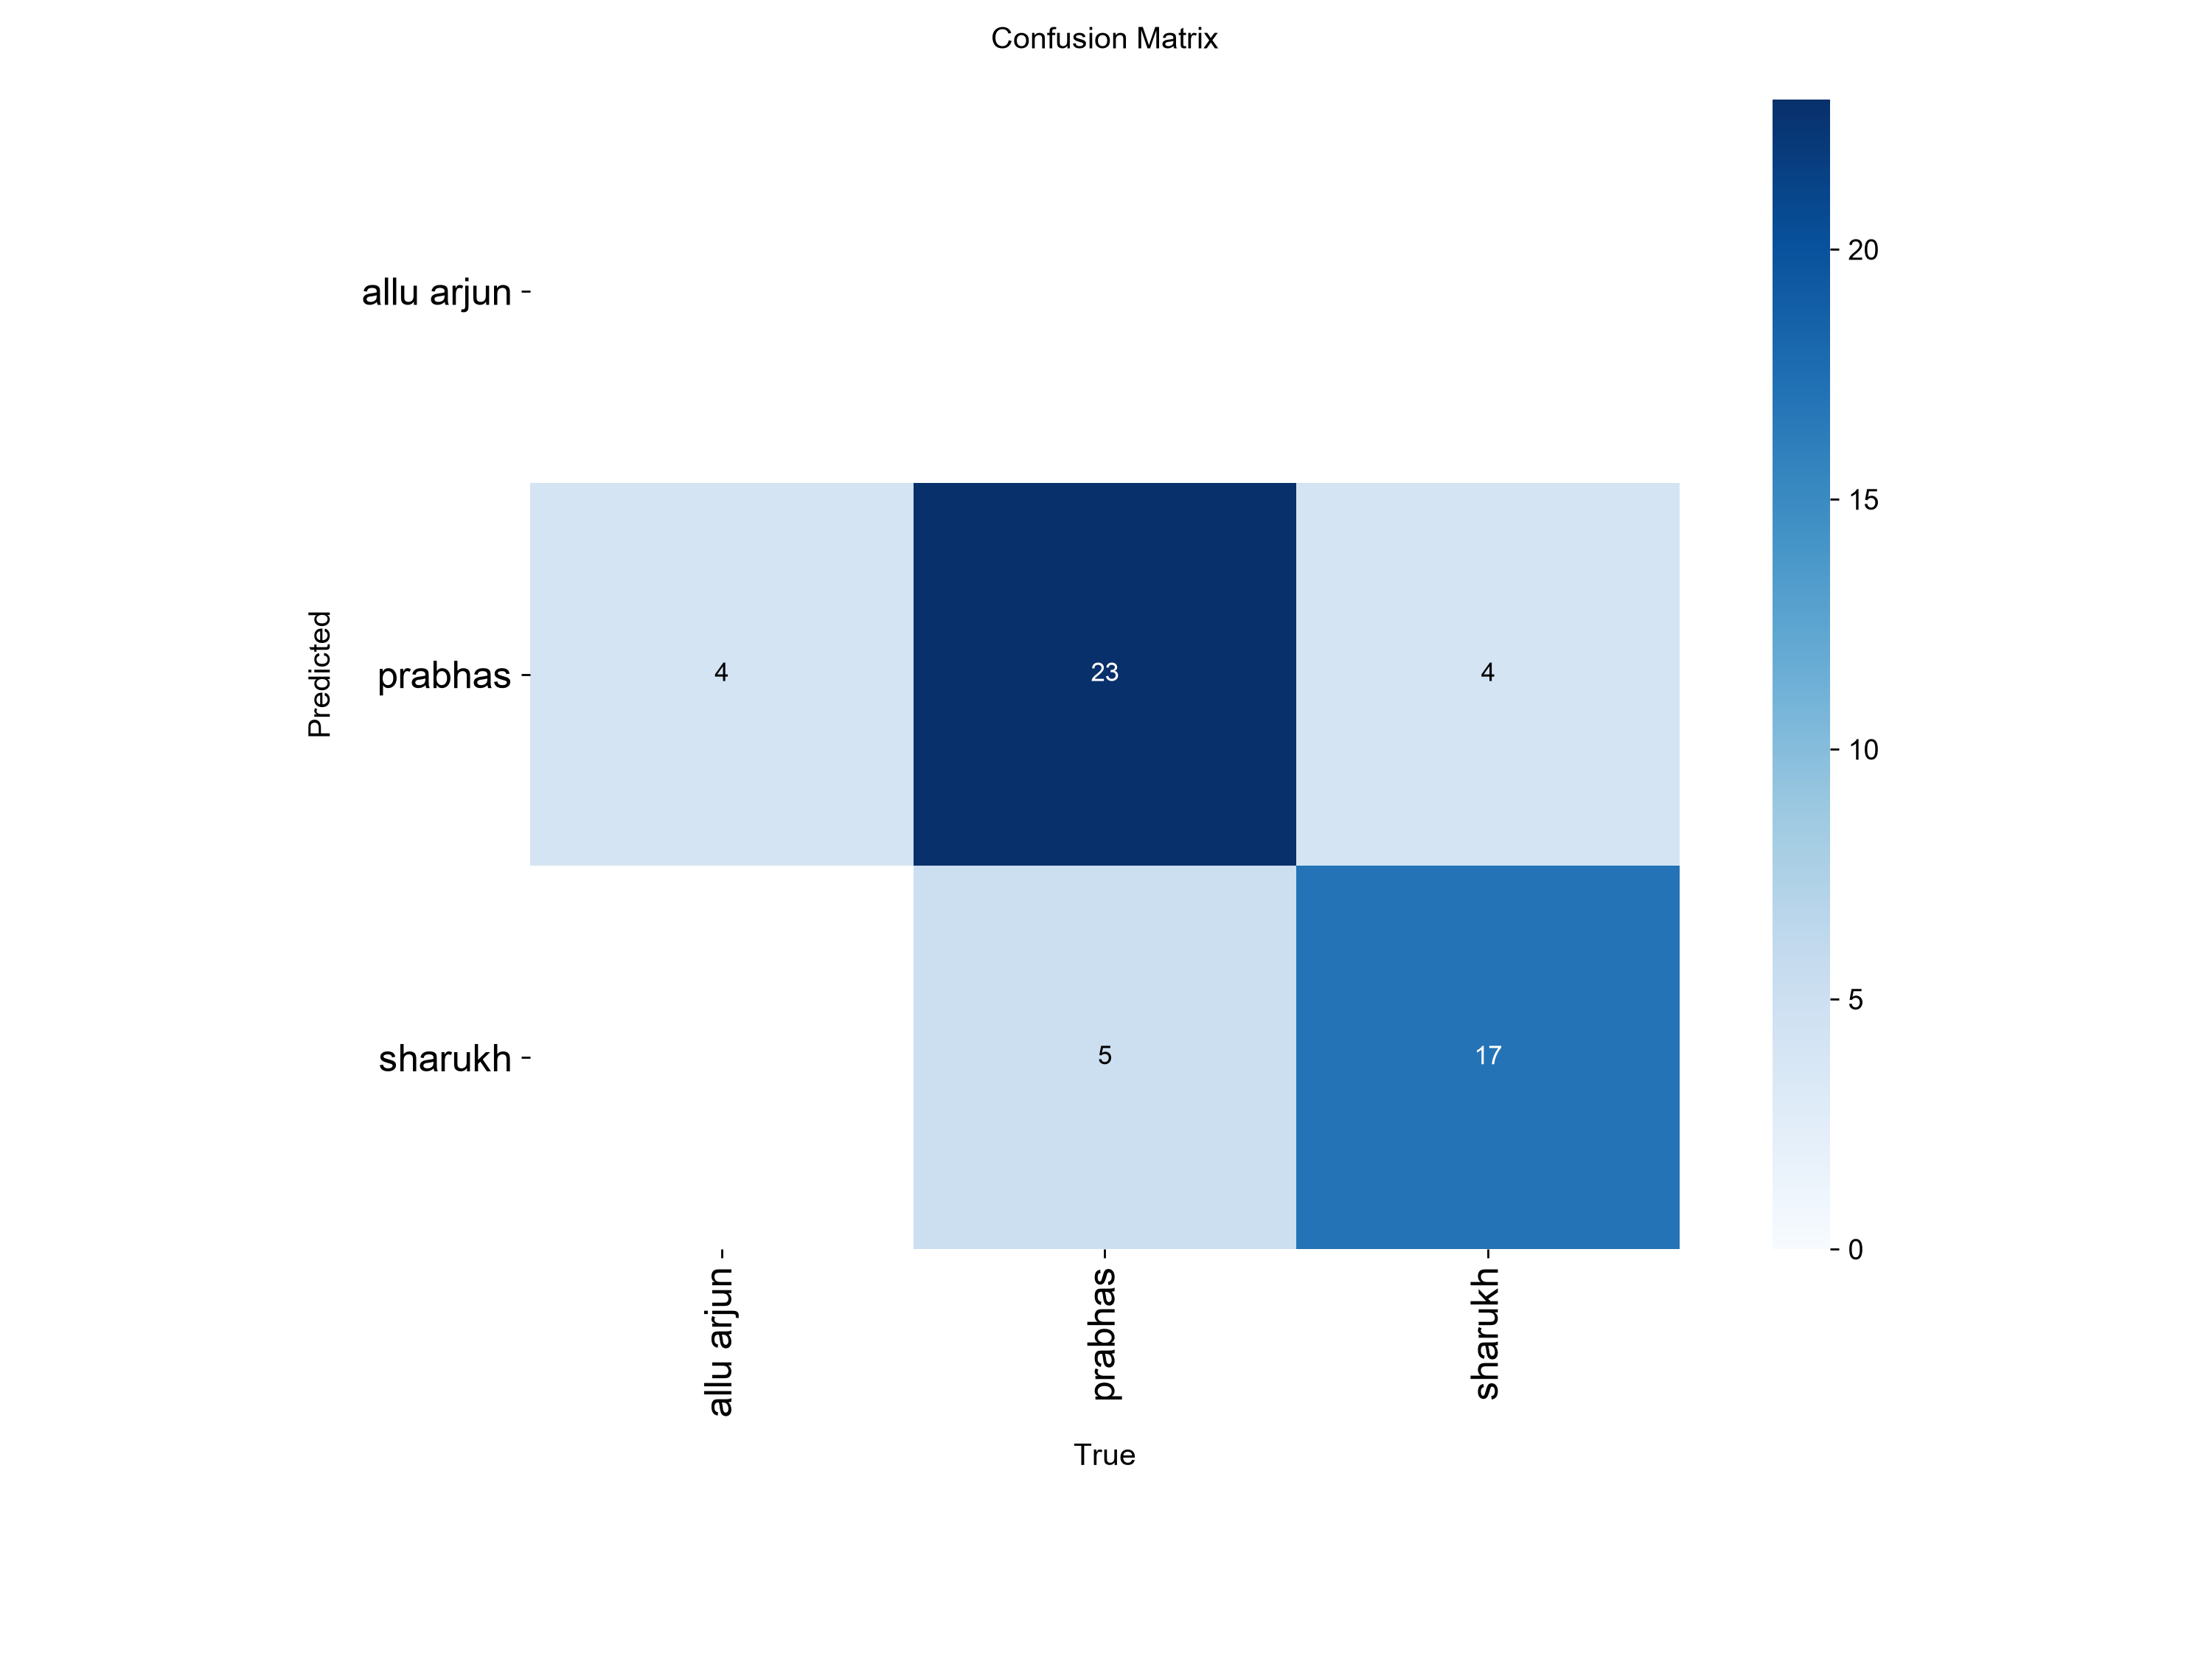 Confusion Matrix
allu arjun
prabhas
sharukh
Predicted
4 23 4
5 17
allu arjun prabhas sharukh
True
20
15
10
5
0